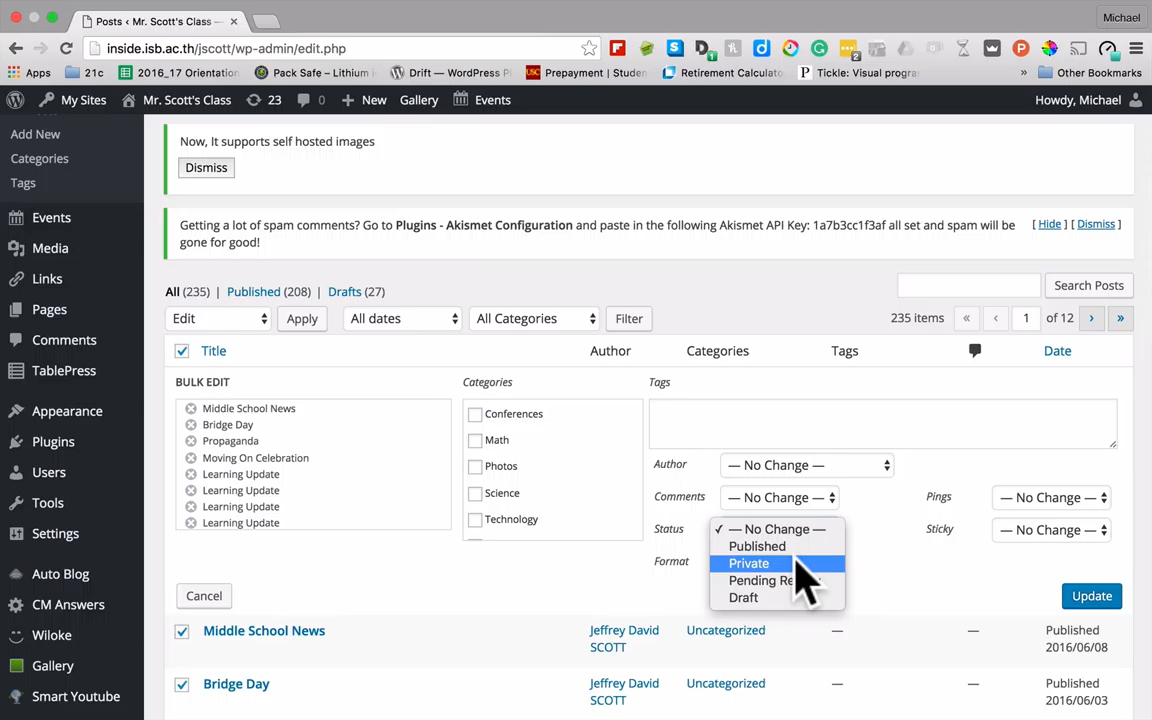 Posts ‹ Mr. Scott's Class —
Michael
inside.isb.ac.th/jscott/wp-admin/edit.php
Apps
21c
2016_17 Orientation
Pack Safe – Lithium
Drift — WordPress
Prepayment | Studen
Retirement Calculato
Tickle: Visual progra
»
Other Bookmarks
My Sites
Mr. Scott's Class
23
0
New
Gallery
Events
Howdy, Michael
Add New
Categories
Tags
Events
Media
Links
Pages
Comments
TablePress
Appearance
Plugins
Users
Tools
Settings
Auto Blog
CM Answers
Wiloke
Gallery
Smart Youtube
Now, It supports self hosted images
Dismiss
Getting a lot of spam comments? Go to Plugins - Akismet Configuration and paste in the following Akismet API Key: 1a7b3cc1f3af all set and spam will be
gone for good!
[ Hide ] [ Dismiss ]
All (235) | Published (208) | Drafts (27)
Search Posts
Edit
Apply
All dates
All Categories
Filter
235 items
«
‹
1
of 12
›
»
Title
Author
Categories
Tags
Date
BULK EDIT
Categories
Tags
Middle School News
Bridge Day
Propaganda
Moving On Celebration
Learning Update
Learning Update
Learning Update
Learning Update
Conferences
Math
Photos
Science
Technology
Author
— No Change —
Comments
— No Change —
Pings
— No Change —
Status
✓ — No Change —
Published
Private
Pending Re
Draft
Sticky
— No Change —
Format
Cancel
Update
Middle School News
Jeffrey David
SCOTT
Uncategorized
—
—
Published
2016/06/08
Bridge Day
Jeffrey David
SCOTT
Uncategorized
—
—
Published
2016/06/03